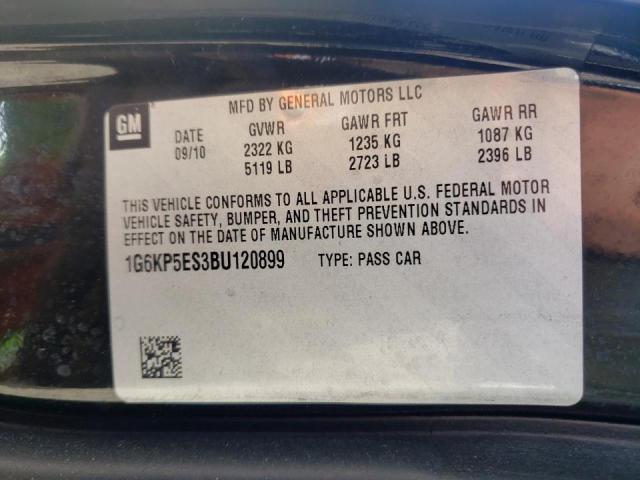 MFD BY GENERAL MOTORS LLC
GM
DATE GVWR GAWR FRT GAWR RR
09/10 2322 KG 1235 KG 1087 KG
5119 LB 2723 LB 2396 LB
THIS VEHICLE CONFORMS TO ALL APPLICABLE U.S. FEDERAL MOTOR
VEHICLE SAFETY, BUMPER, AND THEFT PREVENTION STANDARDS IN
EFFECT ON THE DATE OF MANUFACTURE SHOWN ABOVE.
1G6KP5ES3BU120899 TYPE: PASS CAR